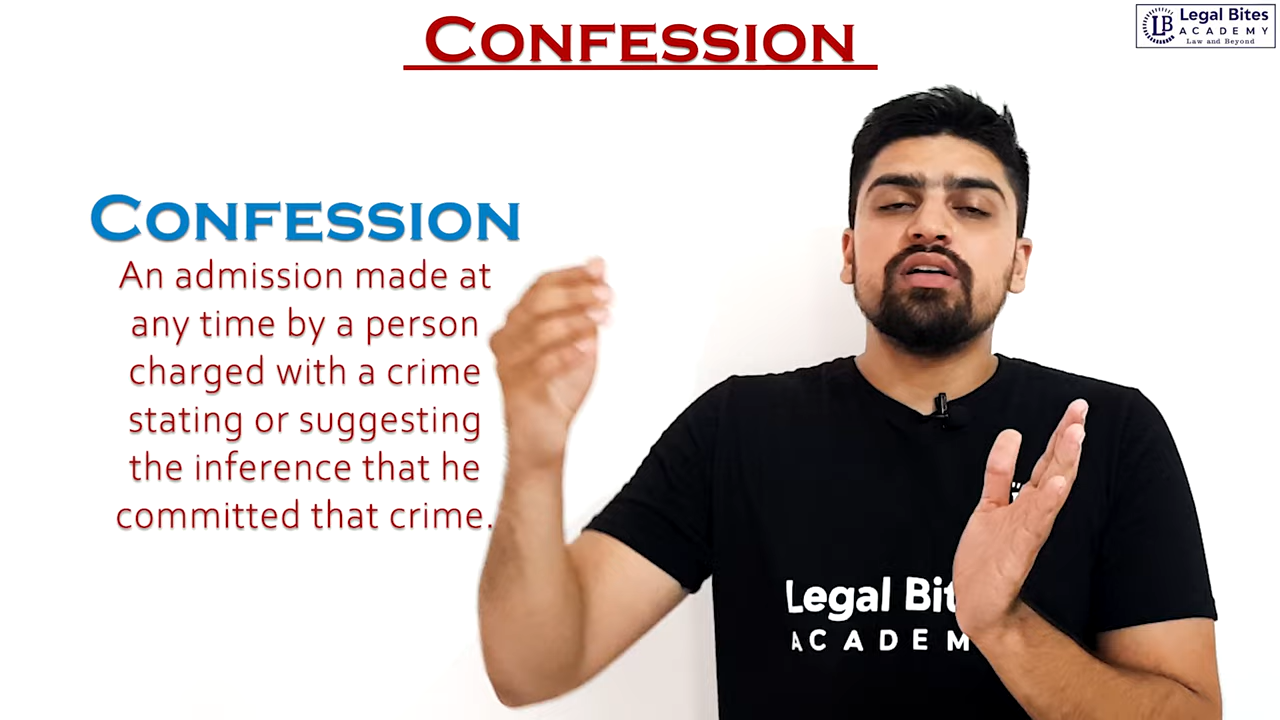 CONFESSION
Legal Bites
ACADEMY
Law and Beyond
CONFESSION
An admission made at
any time by a person
charged with a crime
stating or suggesting
the inference that he
committed that crime.
Legal Bit
ACADEM